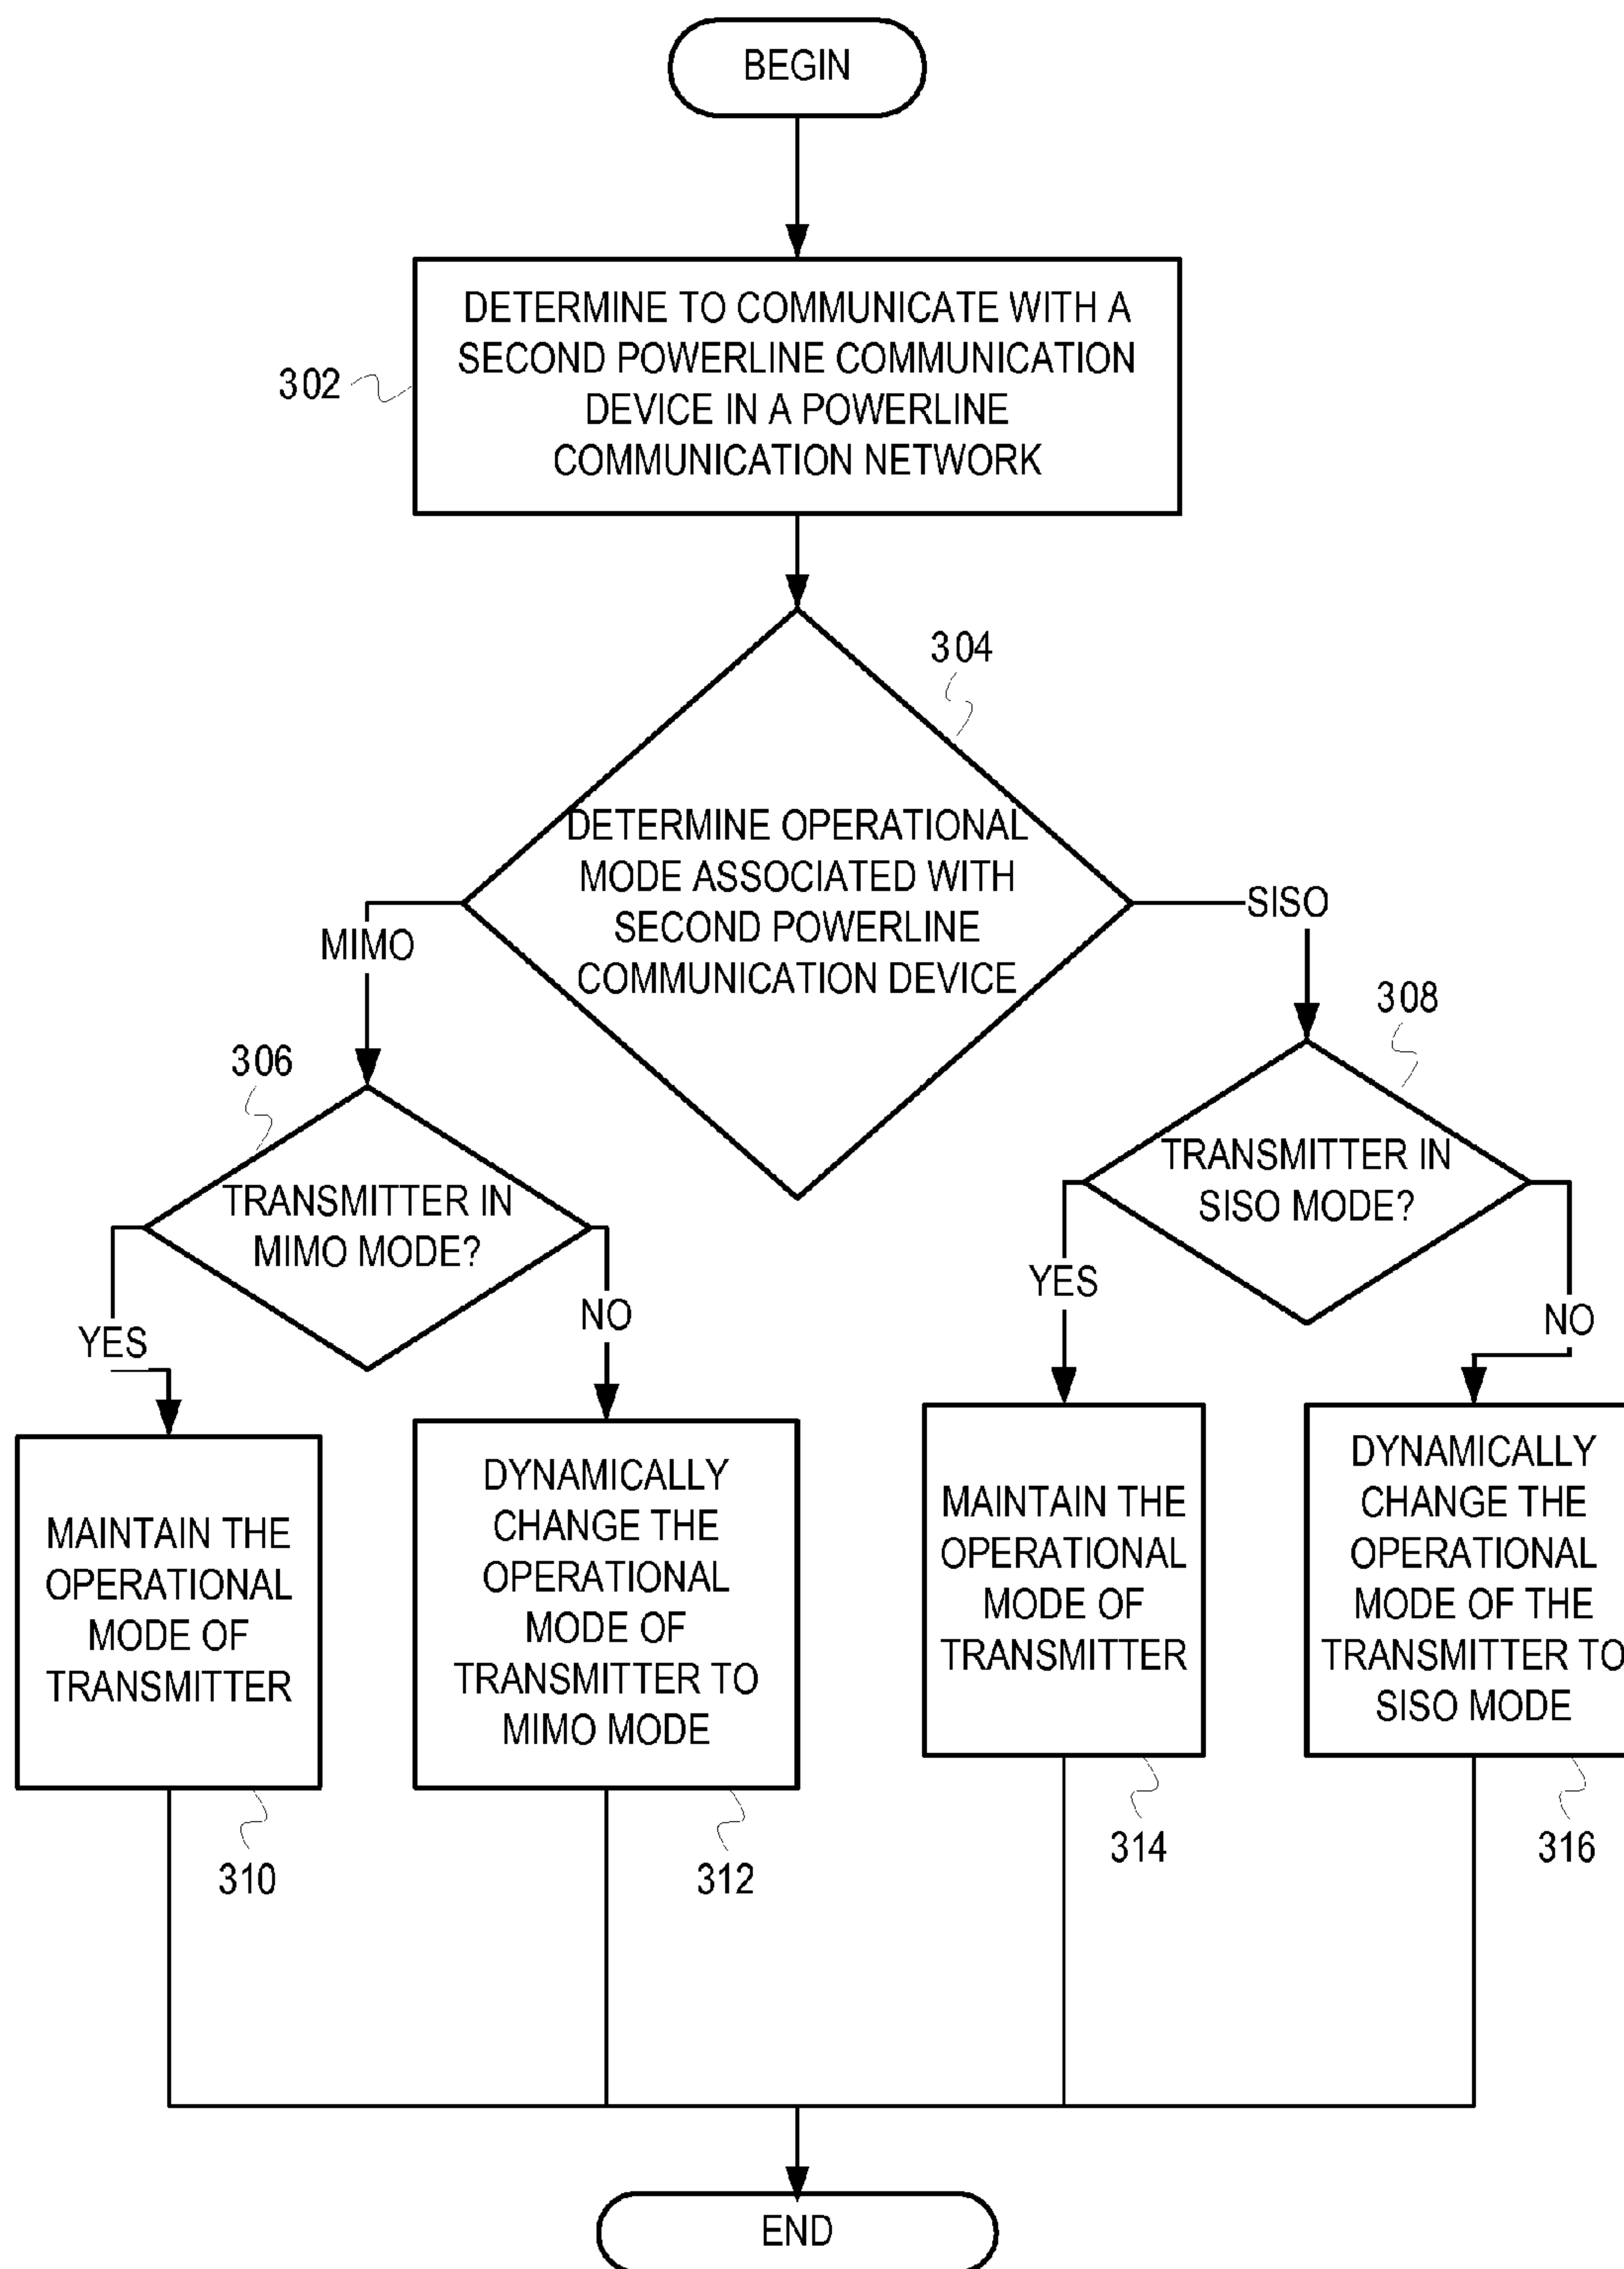 BEGIN
302
DETERMINE TO COMMUNICATE WITH A
SECOND POWERLINE COMMUNICATION
DEVICE IN A POWERLINE
COMMUNICATION NETWORK
304
DETERMINE OPERATIONAL
MODE ASSOCIATED WITH
SECOND POWERLINE
COMMUNICATION DEVICE
MIMO
SISO
306
TRANSMITTER IN
MIMO MODE?
308
TRANSMITTER IN
SISO MODE?
YES
NO
YES
NO
MAINTAIN THE
OPERATIONAL
MODE OF
TRANSMITTER
310
DYNAMICALLY
CHANGE THE
OPERATIONAL
MODE OF
TRANSMITTER TO
MIMO MODE
312
MAINTAIN THE
OPERATIONAL
MODE OF
TRANSMITTER
314
DYNAMICALLY
CHANGE THE
OPERATIONAL
MODE OF THE
TRANSMITTER TO
SISO MODE
316
END